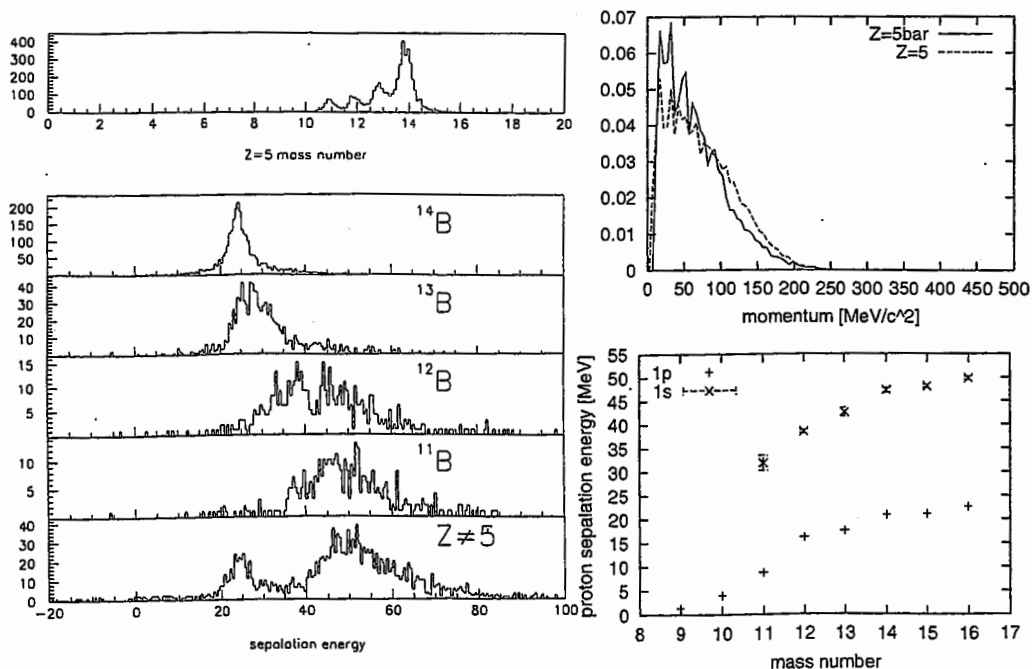 400
300
200
100
0
0 2 4 6 8 10 12 14 16 18 20
Z=5 mass number
200
150
100
50
¹⁴B
40
30
20
10
¹³B
15
10
5
¹²B
10
5
¹¹B
40
30
20
10
0
Z≠5
−20 0 20 40 60 80 100
sepalation energy
0.07
0.06
0.05
0.04
0.03
0.02
0.01
0
Z=5bar
Z=5
0 50 100 150 200 250 300 350 400 450 500
momentum [MeV/c^2]
proton sepalation energy [MeV]
55
50
45
40
35
30
25
20
15
10
5
0
1p
1s
8 9 10 11 12 13 14 15 16 17
mass number